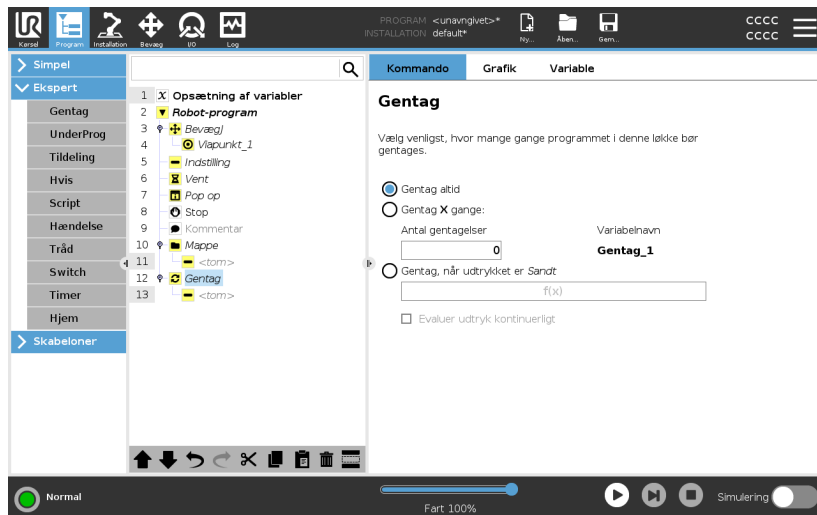 PROGRAM <unavngivet>*
INSTALLATION default*
UR
Kørsel
Program
Installation
Bevæg
I/O
Log
Ny...
Åben...
Gem...
CCCC
CCCC
Simpel
Ekspert
Gentag
UnderProg
Tildeling
Hvis
Script
Hændelse
Tråd
Switch
Timer
Hjem
Skabeloner
1 X Opsætning af variabler
2 Robot-program
3 BevægJ
4 Viapunkt_1
5 Indstilling
6 Vent
7 Pop op
8 Stop
9 Kommentar
10 Mappe
11 <tom>
12 Gentag
13 <tom>
Kommando Grafik Variable
Gentag
Vælg venligst, hvor mange gange programmet i denne løkke bør
gentages.
Gentag altid
Gentag X gange:
Antal gentagelser Variabelnavn
0 Gentag_1
Gentag, når udtrykket er Sandt
f(x)
Evaluer udtryk kontinuerligt
Normal
Fart 100%
Simulering